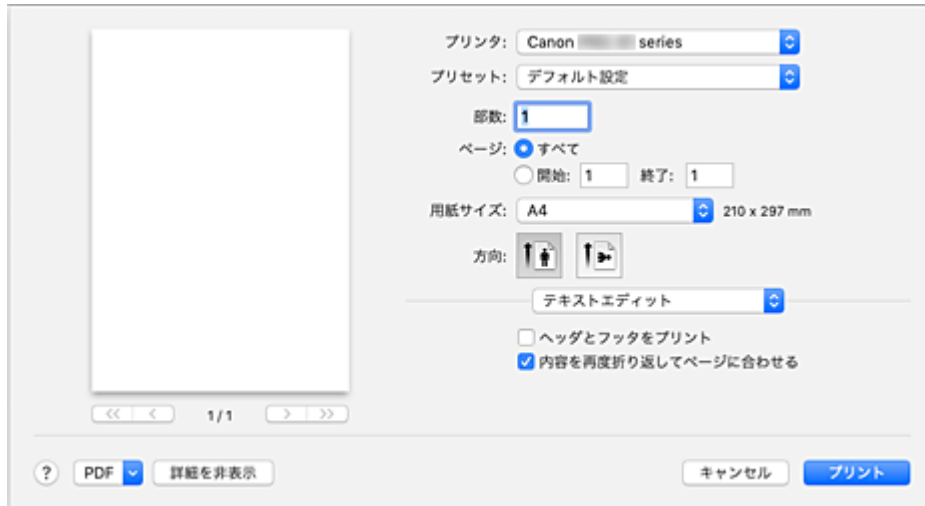 プリンタ: Canon series
プリセット: デフォルト設定
部数: 1
ページ: すべて
開始: 1 終了: 1
用紙サイズ: A4 210 x 297 mm
方向:
テキストエディット
ヘッダとフッタをプリント
内容を再度折り返してページに合わせる
<< < 1 / 1 > >>
? PDF 詳細を非表示 キャンセル プリント